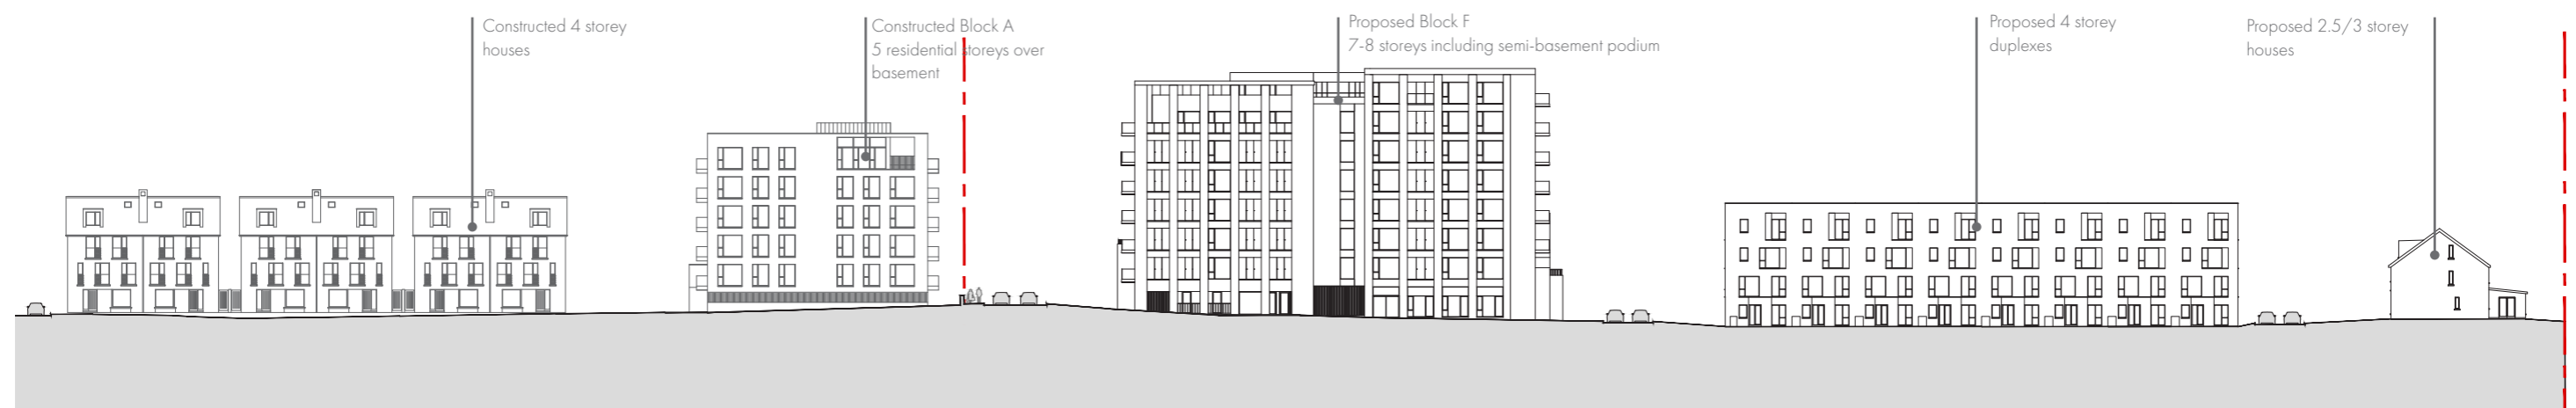 Constructed 4 storey
houses
Constructed Block A
5 residential storeys over
basement
Proposed Block F
7-8 storeys including semi-basement podium
Proposed 4 storey
duplexes
Proposed 2.5/3 storey
houses